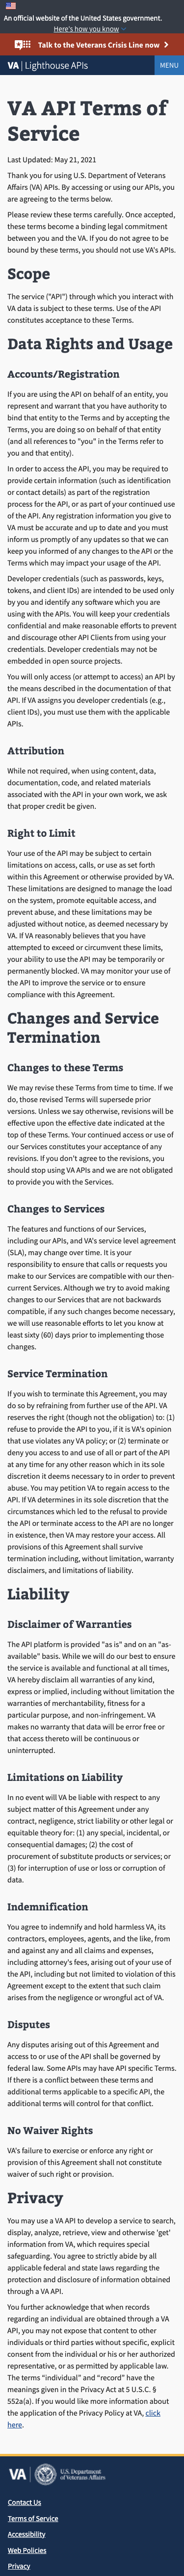 An official website of the United States government.
Here's how you know
Talk to the Veterans Crisis Line now
VA | Lighthouse APIs
MENU
VA API Terms of
Service
Last Updated: May 21, 2021
Thank you for using U.S. Department of Veterans
Affairs (VA) APIs. By accessing or using our APIs, you
are agreeing to the terms below.
Please review these terms carefully. Once accepted,
these terms become a binding legal commitment
between you and the VA. If you do not agree to be
bound by these terms, you should not use VA's APIs.
Scope
The service ("API") through which you interact with
VA data is subject to these terms. Use of the API
constitutes acceptance to these Terms.
Data Rights and Usage
Accounts/Registration
If you are using the API on behalf of an entity, you
represent and warrant that you have authority to
bind that entity to the Terms and by accepting the
Terms, you are doing so on behalf of that entity
(and all references to "you" in the Terms refer to
you and that entity).
In order to access the API, you may be required to
provide certain information (such as identification
or contact details) as part of the registration
process for the API, or as part of your continued use
of the API. Any registration information you give to
VA must be accurate and up to date and you must
inform us promptly of any updates so that we can
keep you informed of any changes to the API or the
Terms which may impact your usage of the API.
Developer credentials (such as passwords, keys,
tokens, and client IDs) are intended to be used only
by you and identify any software which you are
using with the APIs. You will keep your credentials
confidential and make reasonable efforts to prevent
and discourage other API Clients from using your
credentials. Developer credentials may not be
embedded in open source projects.
You will only access (or attempt to access) an API by
the means described in the documentation of that
API. If VA assigns you developer credentials (e.g.,
client IDs), you must use them with the applicable
APIs.
Attribution
While not required, when using content, data,
documentation, code, and related materials
associated with the API in your own work, we ask
that proper credit be given.
Right to Limit
Your use of the API may be subject to certain
limitations on access, calls, or use as set forth
within this Agreement or otherwise provided by VA.
These limitations are designed to manage the load
on the system, promote equitable access, and
prevent abuse, and these limitations may be
adjusted without notice, as deemed necessary by
VA. If VA reasonably believes that you have
attempted to exceed or circumvent these limits,
your ability to use the API may be temporarily or
permanently blocked. VA may monitor your use of
the API to improve the service or to insure
compliance with this Agreement.
Changes and Service
Termination
Changes to these Terms
We may revise these Terms from time to time. If we
do, those revised Terms will supersede prior
versions. Unless we say otherwise, revisions will be
effective upon the effective date indicated at the
top of these Terms. Your continued access or use of
our Services constitutes your acceptance of any
revisions. If you don't agree to the revisions, you
should stop using VA APIs and we are not obligated
to provide you with the Services.
Changes to Services
The features and functions of our Services,
including our APIs, and VA's service level agreement
(SLA), may change over time. It is your
responsibility to ensure that calls or requests you
make to our Services are compatible with our then-
current Services. Although we try to avoid making
changes to our Services that are not backwards
compatible, if any such changes become necessary,
we will use reasonable efforts to let you know at
least sixty (60) days prior to implementing those
changes.
Service Termination
If you wish to terminate this Agreement, you may
do so by refraining from further use of the API. VA
reserves the right (though not the obligation) to: (1)
refuse to provide the API to you, if it is VA's opinion
that use violates any VA policy; or (2) terminate or
deny you access to and use of all or part of the API
at any time for any other reason which in its sole
discretion it deems necessary, including to prevent
abuse. You may petition VA to regain access to the
API. If VA determines in its sole discretion that the
circumstances which led to the refusal to provide
the API or terminate access to the API are no longer
in existence, then VA may restore your access. All
provisions of this Agreement shall survive
termination including, without limitation, warranty
disclaimers, and limitations of liability.
Liability
Disclaimer of Warranties
The API platform is provided "as is" and on an "as-
available" basis. While we will do our best to ensure
the service is available and functional at all times,
VA hereby disclaim all warranties of any kind,
express or implied, including without limitation the
warranties of merchantability, fitness for a
particular purpose, and non-infringement. VA
makes no warranty that data will be error free or
that access thereto will be continuous or
uninterrupted.
Limitations on Liability
In no event will VA be liable with respect to any
subject matter of this Agreement under any
contract, negligence, strict liability or other legal or
equitable theory for: (1) any special, incidental, or
consequential damages; (2) the cost of
procurement of substitute products or services; or
(3) for interruption of use or loss or corruption of
data.
Indemnification
You agree to indemnify and hold harmless VA, its
contractors, employees, agents, and the like, from
and against any and all claims and expenses,
including attorney's fees, arising out of your use of
the API, including but not limited to violation of this
Agreement except to the extent that such claim
arises from the negligence or wrongful act of VA.
Disputes
Any disputes arising out of this Agreement and
access to or use of the API shall be governed by
federal law. Some APIs may have API specific Terms.
If there is a conflict between these terms and
additional terms applicable to a specific API, the
additional terms will control for that conflict.
No Waiver Rights
VA's failure to exercise or enforce any right or
provision of this Agreement shall not constitute
waiver of such right or provision.
Privacy
You may use a VA API to develop a service to search,
display, analyze, retrieve, view and otherwise 'get'
information from VA, which requires special
safeguarding. You agree to strictly abide by all
applicable federal and state laws regarding the
protection and disclosure of information obtained
through a VA API.
You further acknowledge that when records
regarding an individual are obtained through a VA
API, you may not expose that content to other
individuals or third parties without specific, explicit
consent from the individual or his or her authorized
representative, or as permitted by applicable law.
The terms “individual” and “record” have the
meanings given in the Privacy Act at 5 U.S.C. §
552a(a). If you would like more information about
the application of the Privacy Policy at VA, click
here.
VA | U.S. Department
of Veterans Affairs
Contact Us
Terms of Service
Accessibility
Web Policies
Privacy